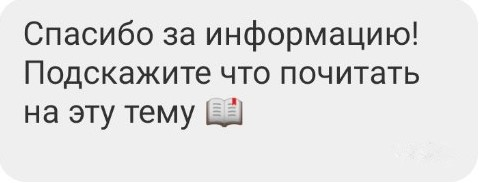 Спасибо за информацию!
Подскажите что почитать
на эту тему 📖